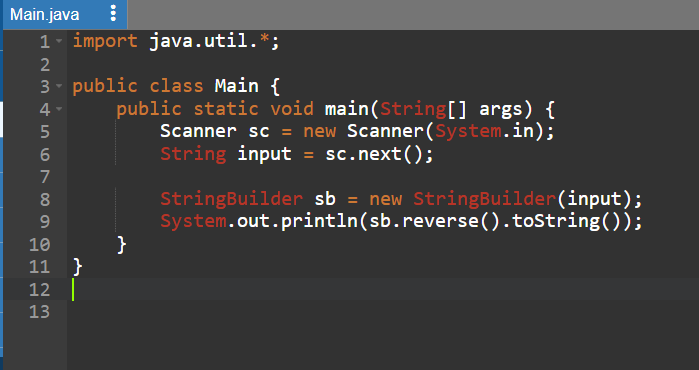 Main.java
1 import java.util.*;
2
3 public class Main {
4     public static void main(String[] args) {
5         Scanner sc = new Scanner(System.in);
6         String input = sc.next();
7
8         StringBuilder sb = new StringBuilder(input);
9         System.out.println(sb.reverse().toString());
10     }
11 }
12
13